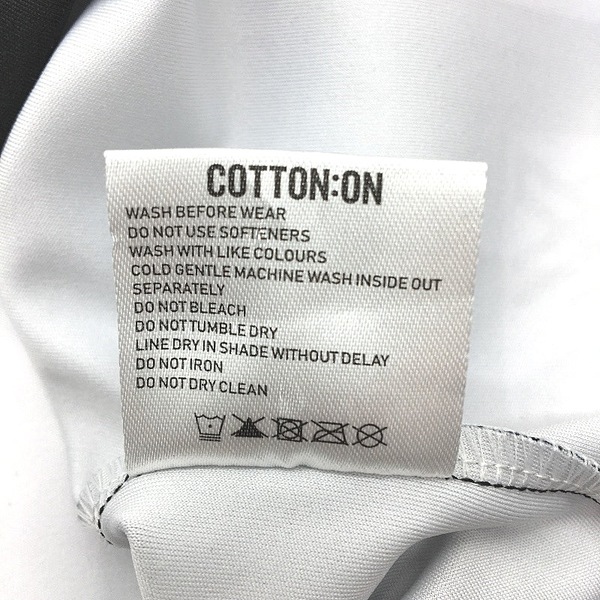 COTTON:ON
WASH BEFORE WEAR
DO NOT USE SOFTENERS
WASH WITH LIKE COLOURS
COLD GENTLE MACHINE WASH INSIDE OUT
SEPARATELY
DO NOT BLEACH
DO NOT TUMBLE DRY
LINE DRY IN SHADE WITHOUT DELAY
DO NOT IRON
DO NOT DRY CLEAN